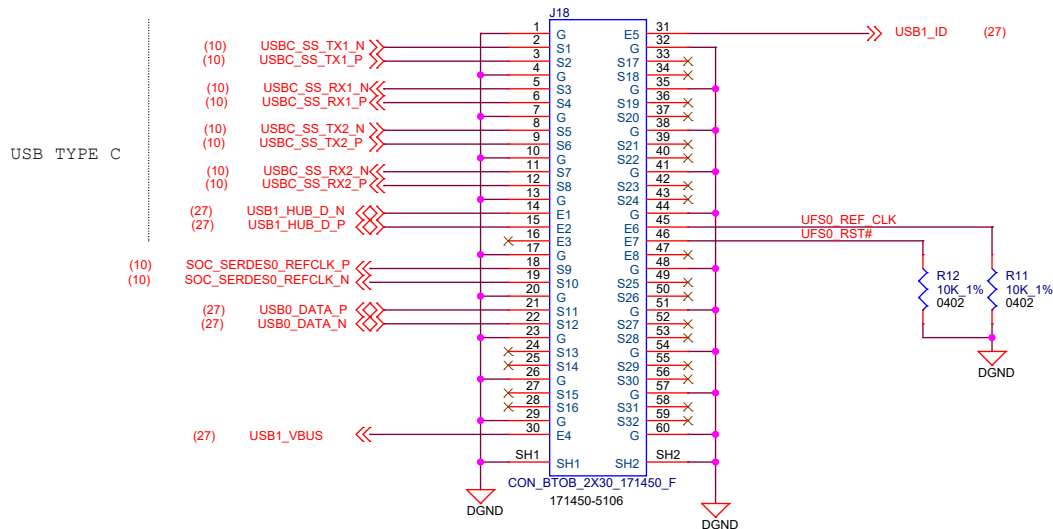 J18
1 G E5 31 USB1_ID (27)
(10) USBC_SS_TX1_N 2 S1 G 32
(10) USBC_SS_TX1_P 3 S2 S17 33
4 G S18 34
(10) USBC_SS_RX1_N 5 S3 G 35
(10) USBC_SS_RX1_P 6 S4 S19 36
7 G S20 37
(10) USBC_SS_TX2_N 8 S5 G 38
(10) USBC_SS_TX2_P 9 S6 S21 39
USB TYPE C
10 G S22 40
(10) USBC_SS_RX2_N 11 S7 G 41
(10) USBC_SS_RX2_P 12 S8 S23 42
13 G S24 43
(27) USB1_HUB_D_N 14 E1 G 44
(27) USB1_HUB_D_P 15 E2 E6 45 UFS0_REF_CLK
16 E3 E7 46 UFS0_RST#
17 G E8 47
(10) SOC_SERDES0_REFCLK_P 18 S9 G 48
(10) SOC_SERDES0_REFCLK_N 19 S10 S25 49
R12 R11
10K_1% 10K_1%
0402 0402
20 G S26 50
(27) USB0_DATA_P 21 S11 G 51
(27) USB0_DATA_N 22 S12 S27 52
23 G S28 53
24 S13 G 54
25 S14 S29 55
DGND
26 G S30 56
27 S15 G 57
28 S16 S31 58
29 G S32 59
(27) USB1_VBUS 30 E4 G 60
SH1 SH1 SH2 SH2
CON_BTOB_2X30_171450_F
171450-5106
DGND
DGND